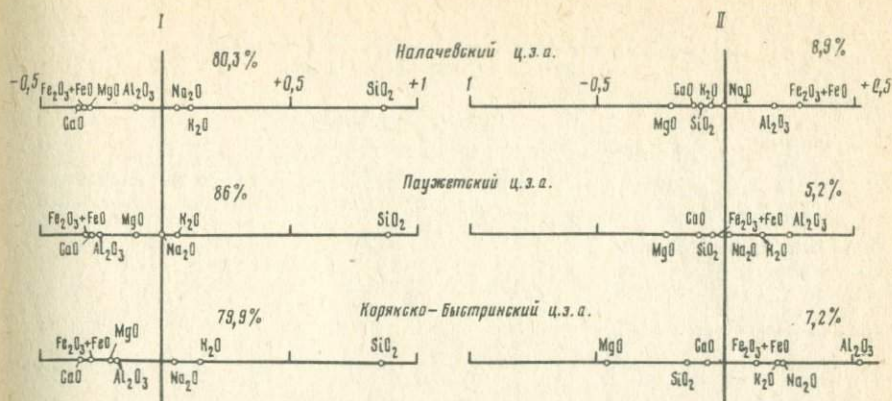 I II
Налачевский ц.з.а.
80,3% 8,9%
-0,5 +0,5 +1 1 -0,5 +0,5
Fe₂O₃+FeO MgO Al₂O₃ Na₂O SiO₂ CaO K₂O Na₂O Fe₂O₃+FeO
CaO K₂O MgO SiO₂ Al₂O₃
Паужетский ц.з.а.
86% 5,2%
Fe₂O₃+FeO MgO K₂O SiO₂ CaO Fe₂O₃+FeO Al₂O₃
CaO Al₂O₃ Na₂O MgO SiO₂ Na₂O K₂O
Корякско-Быстринский ц.з.а.
79,9% 7,2%
Fe₂O₃+FeO MgO K₂O SiO₂ MgO CaO Fe₂O₃+FeO Al₂O₃
CaO Al₂O₃ Na₂O SiO₂ K₂O Na₂O